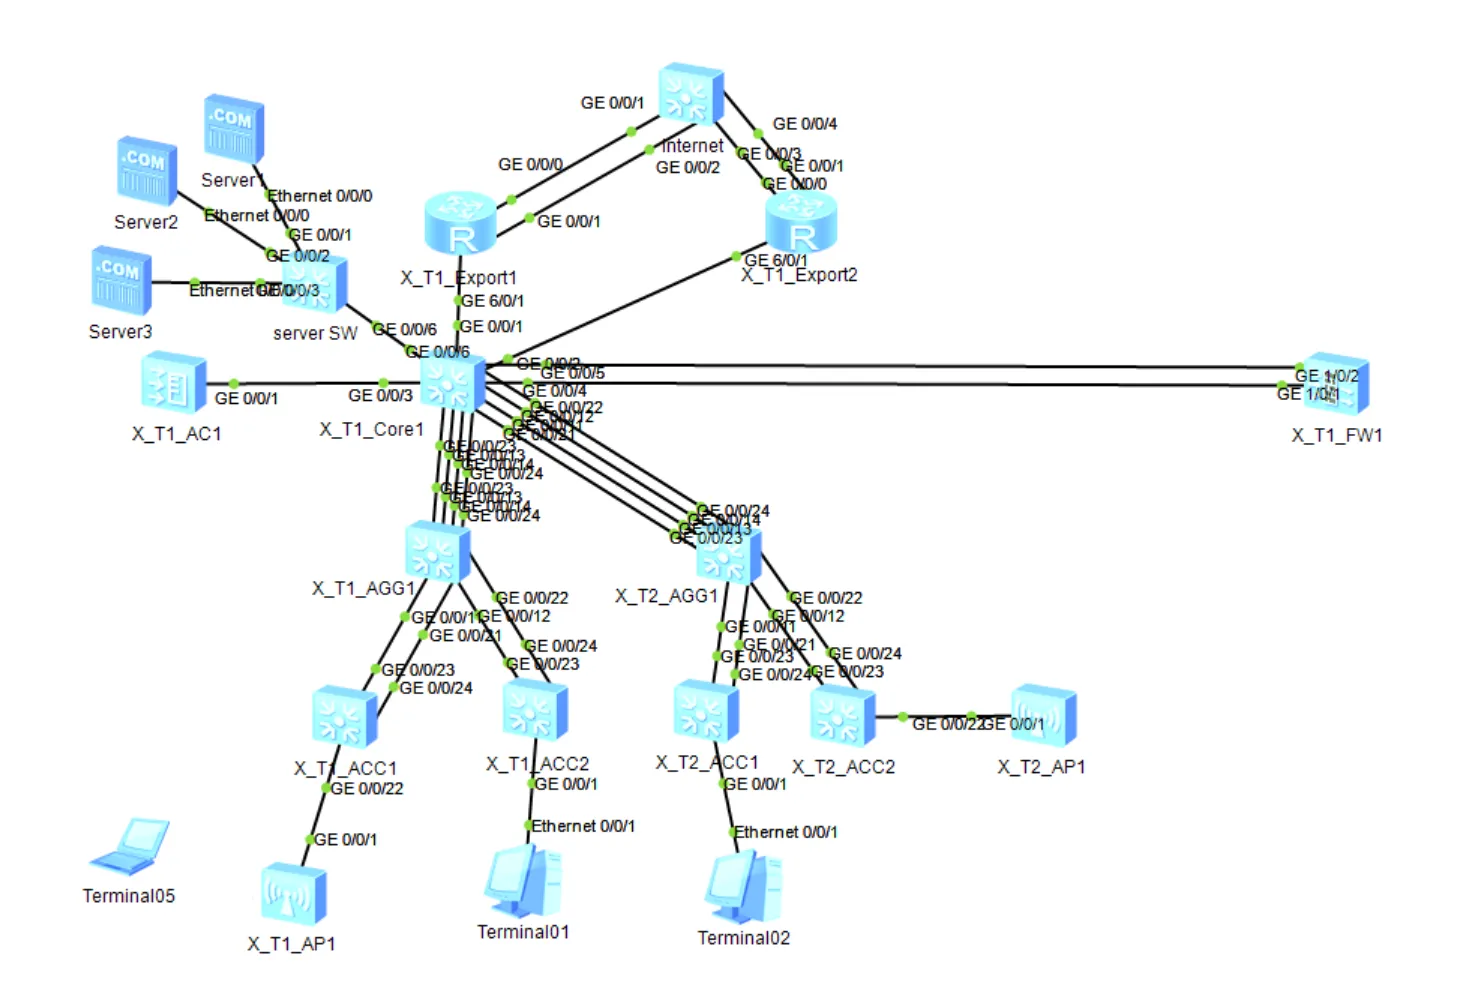 GE 0/0/1
GE 0/0/4
Internet
GE 0/0/3
GE 0/0/0
GE 0/0/2
GE 0/0/1
GE 0/0/0
Server1
Ethernet 0/0/0
Server2
Ethernet 0/0/0
GE 0/0/1
GE 0/0/1
GE 0/0/2
GE 6/0/1
X_T1_Export1
X_T1_Export2
GE 0/0/3
GE 6/0/1
Server3
server SW
GE 0/0/6
GE 0/0/1
GE 0/0/6
GE 0/0/2
GE 0/0/5
GE 1/0/2
GE 0/0/1
GE 0/0/3
GE 0/0/4
GE 1/0/1
X_T1_AC1
X_T1_Core1
GE 0/0/22
GE 0/0/12
GE 0/0/11
GE 0/0/21
X_T1_FW1
GE 0/0/23
GE 0/0/13
GE 0/0/14
GE 0/0/24
GE 0/0/23
GE 0/0/13
GE 0/0/14
GE 0/0/24
GE 0/0/24
GE 0/0/14
GE 0/0/13
GE 0/0/23
X_T1_AGG1
X_T2_AGG1
GE 0/0/22
GE 0/0/22
GE 0/0/11
GE 0/0/12
GE 0/0/11
GE 0/0/12
GE 0/0/21
GE 0/0/21
GE 0/0/24
GE 0/0/23
GE 0/0/24
GE 0/0/23
GE 0/0/23
GE 0/0/24
GE 0/0/23
GE 0/0/24
GE 0/0/22
GE 0/0/1
X_T1_ACC1
X_T1_ACC2
X_T2_ACC1
X_T2_ACC2
X_T2_AP1
GE 0/0/22
GE 0/0/1
GE 0/0/1
GE 0/0/1
Ethernet 0/0/1
Ethernet 0/0/1
Terminal05
X_T1_AP1
Terminal01
Terminal02